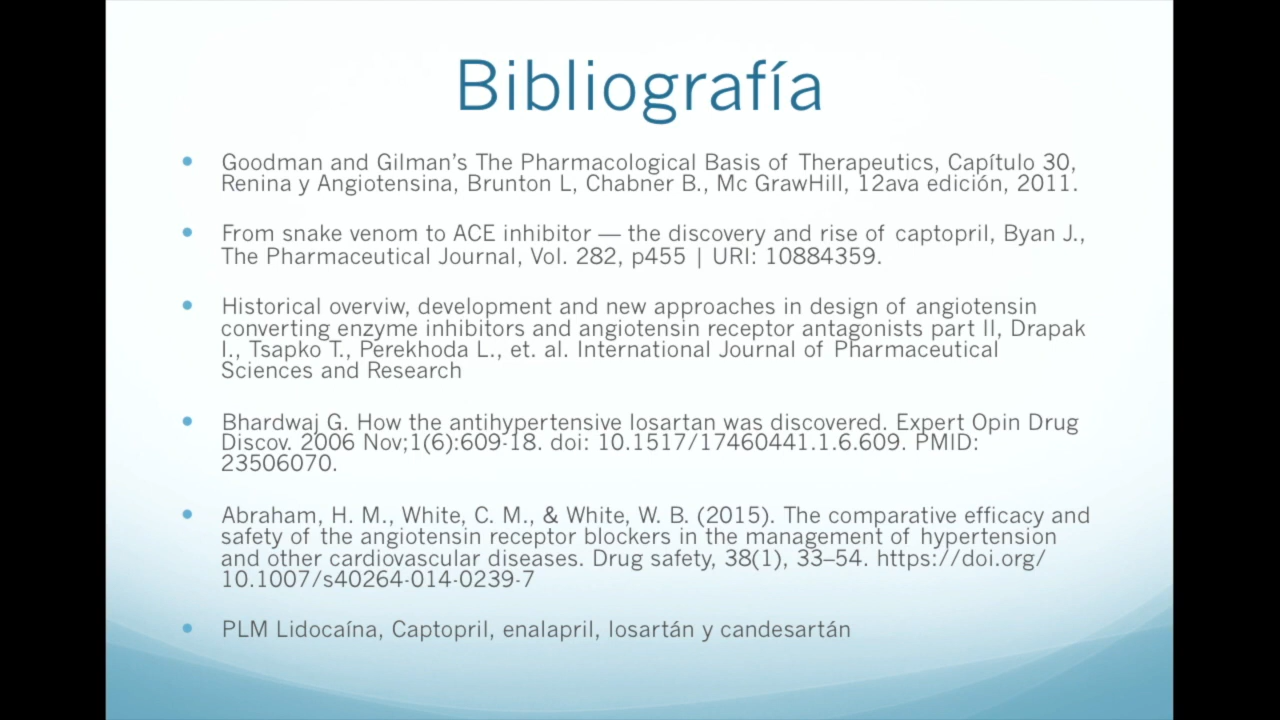 Bibliografía
• Goodman and Gilman’s The Pharmacological Basis of Therapeutics, Capítulo 30,
Renina y Angiotensina, Brunton L, Chabner B., Mc GrawHill, 12ava edición, 2011.
• From snake venom to ACE inhibitor — the discovery and rise of captopril, Byan J.,
The Pharmaceutical Journal, Vol. 282, p455 | URI: 10884359.
• Historical overviw, development and new approaches in design of angiotensin
converting enzyme inhibitors and angiotensin receptor antagonists part II, Drapak
I., Tsapko T., Perekhoda L., et. al. International Journal of Pharmaceutical
Sciences and Research
• Bhardwaj G. How the antihypertensive losartan was discovered. Expert Opin Drug
Discov. 2006 Nov;1(6):609-18. doi: 10.1517/17460441.1.6.609. PMID:
23506070.
• Abraham, H. M., White, C. M., & White, W. B. (2015). The comparative efficacy and
safety of the angiotensin receptor blockers in the management of hypertension
and other cardiovascular diseases. Drug safety, 38(1), 33–54. https://doi.org/
10.1007/s40264-014-0239-7
• PLM Lidocaína, Captopril, enalapril, losartán y candesartán